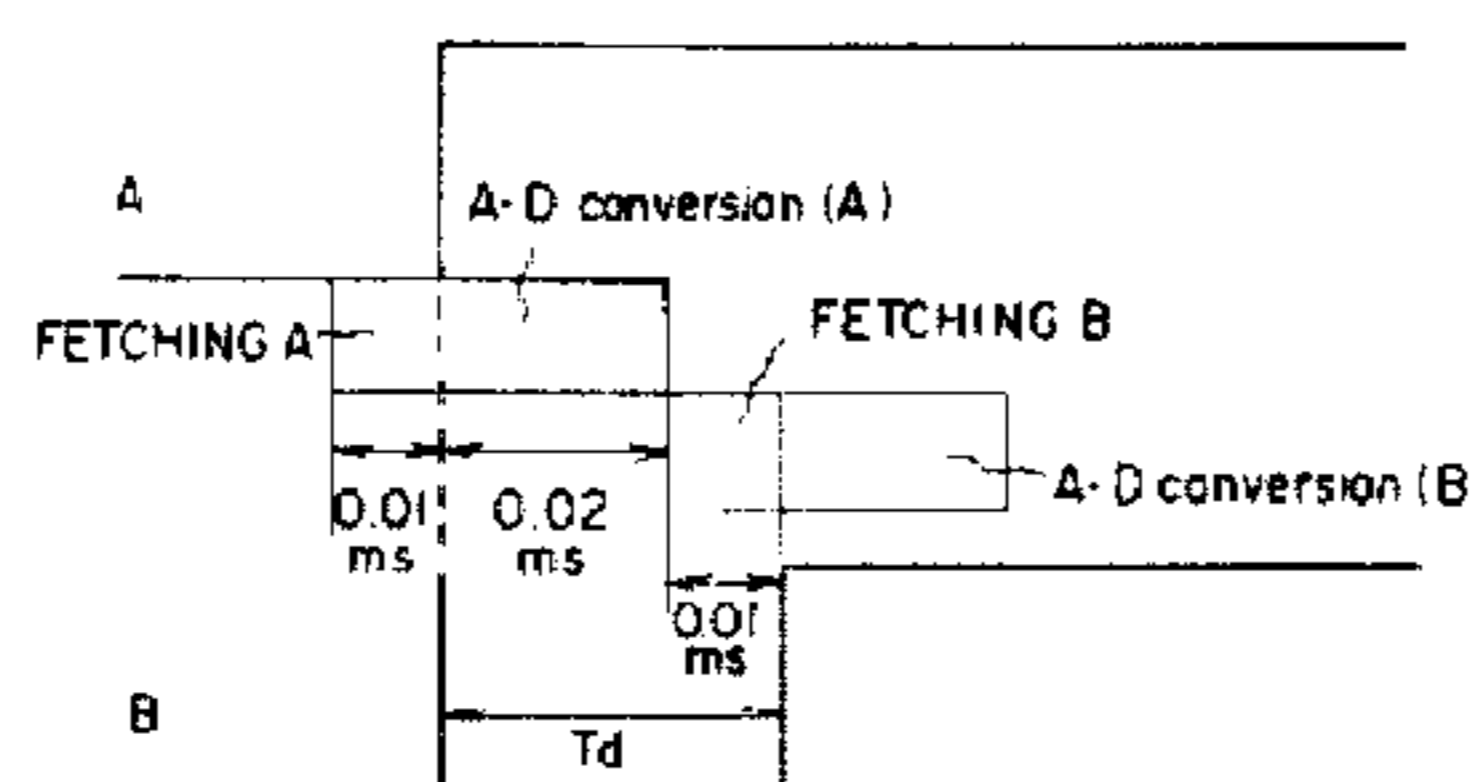 A
A-D conversion (A)
FETCHING A
FETCHING B
A-D conversion (B
0.01
ms
0.02
ms
0.01
ms
B
Td